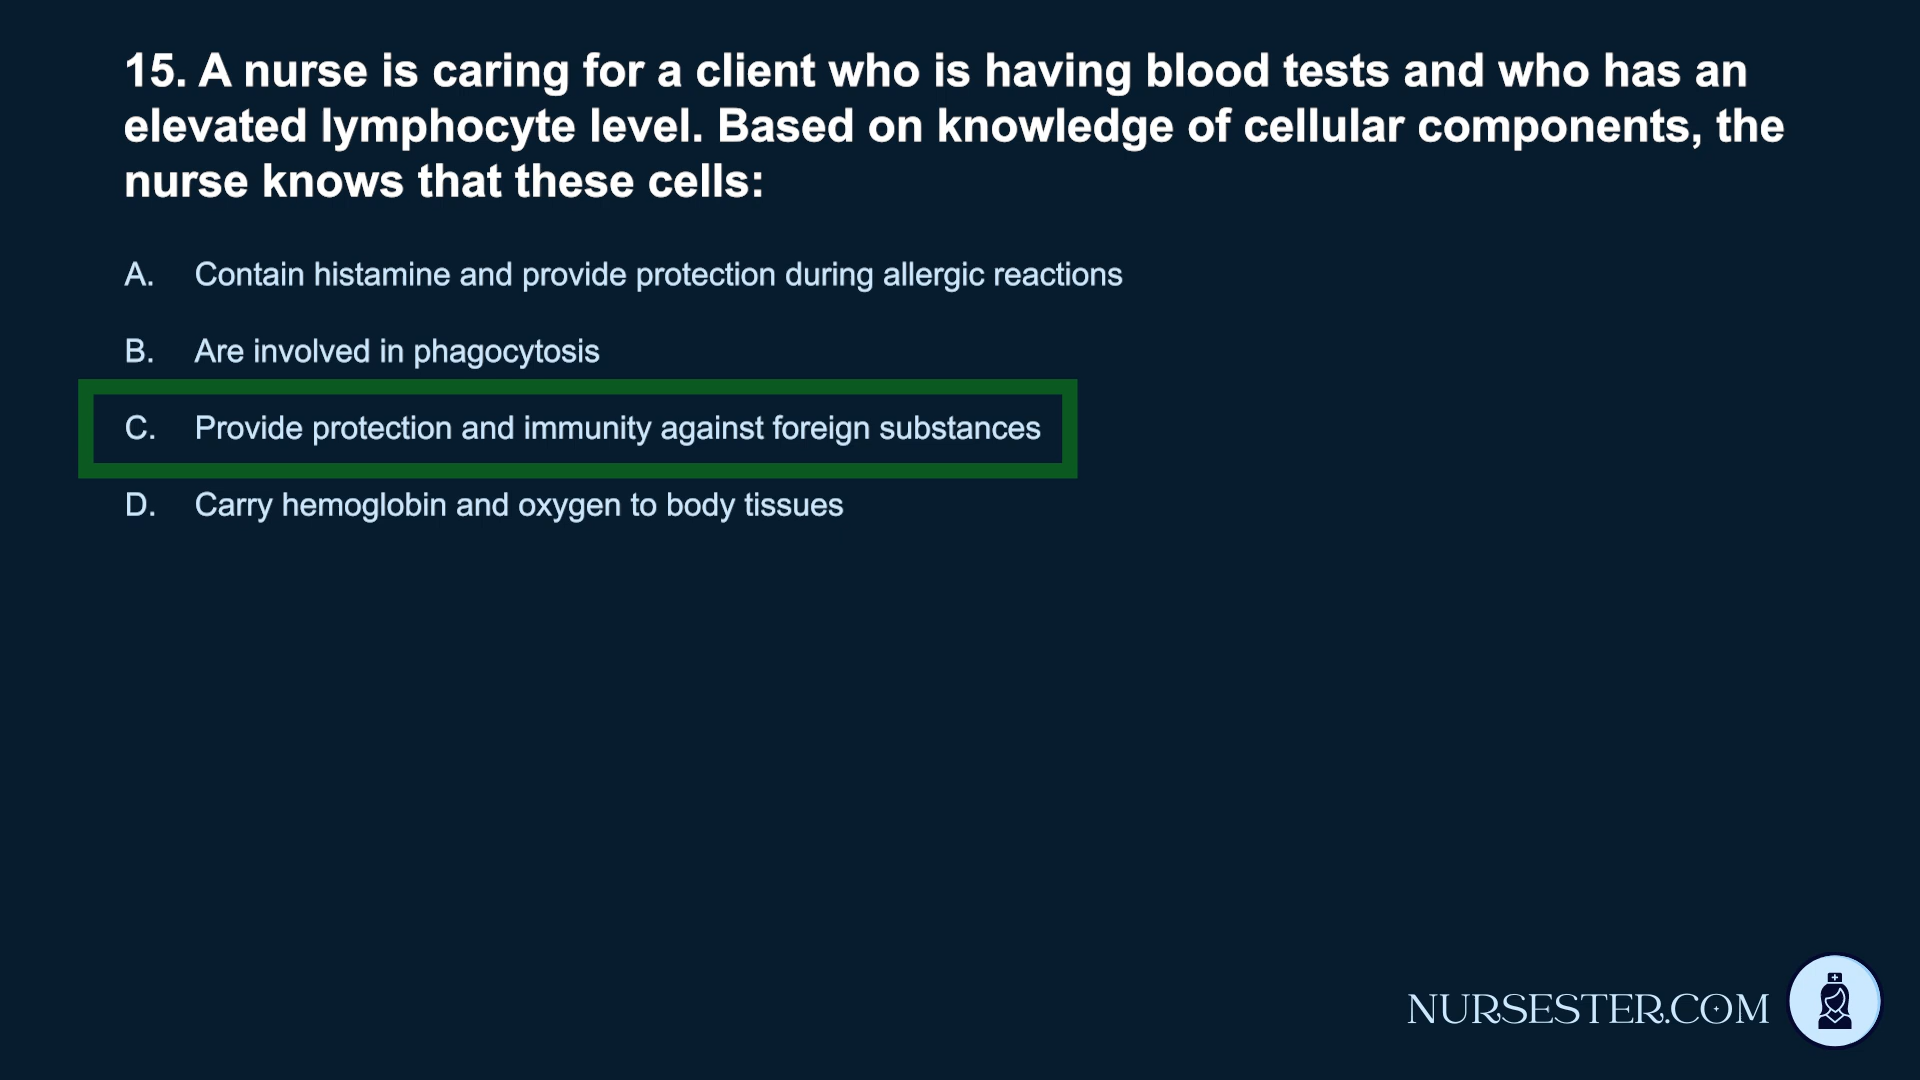 15. A nurse is caring for a client who is having blood tests and who has an
elevated lymphocyte level. Based on knowledge of cellular components, the
nurse knows that these cells:
A. Contain histamine and provide protection during allergic reactions
B. Are involved in phagocytosis
C. Provide protection and immunity against foreign substances
D. Carry hemoglobin and oxygen to body tissues
NURSESTER.COM